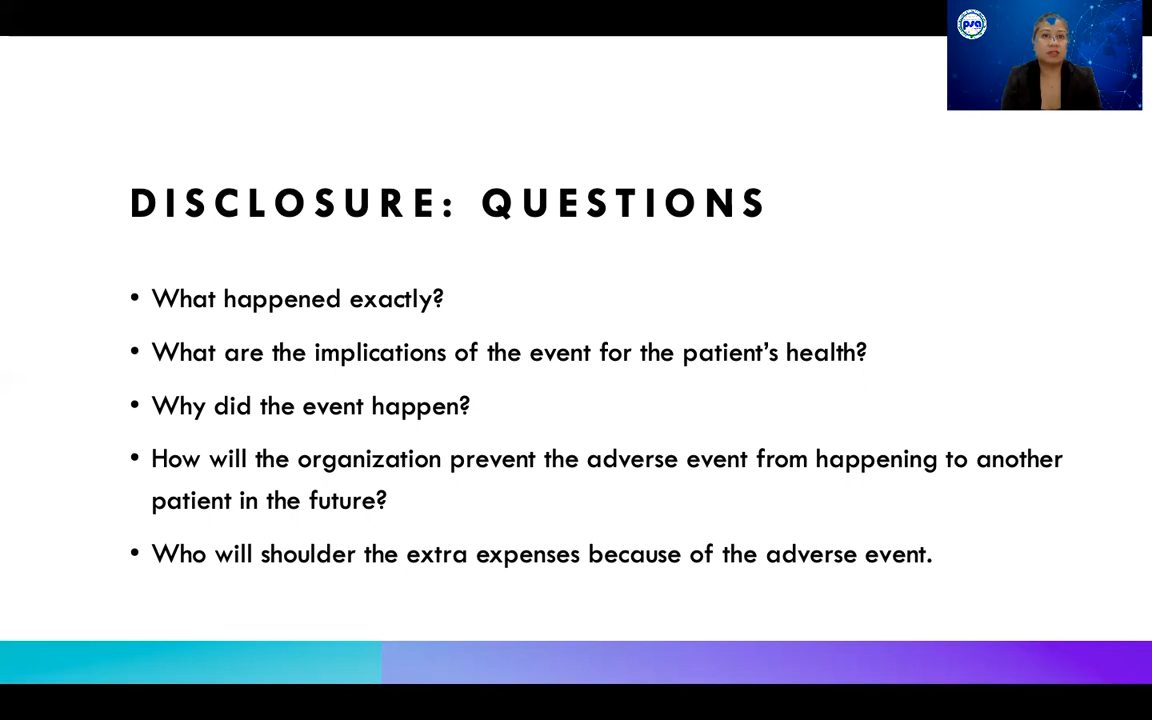 psa
DISCLOSURE: QUESTIONS
• What happened exactly?
• What are the implications of the event for the patient's health?
• Why did the event happen?
• How will the organization prevent the adverse event from happening to another
patient in the future?
• Who will shoulder the extra expenses because of the adverse event.